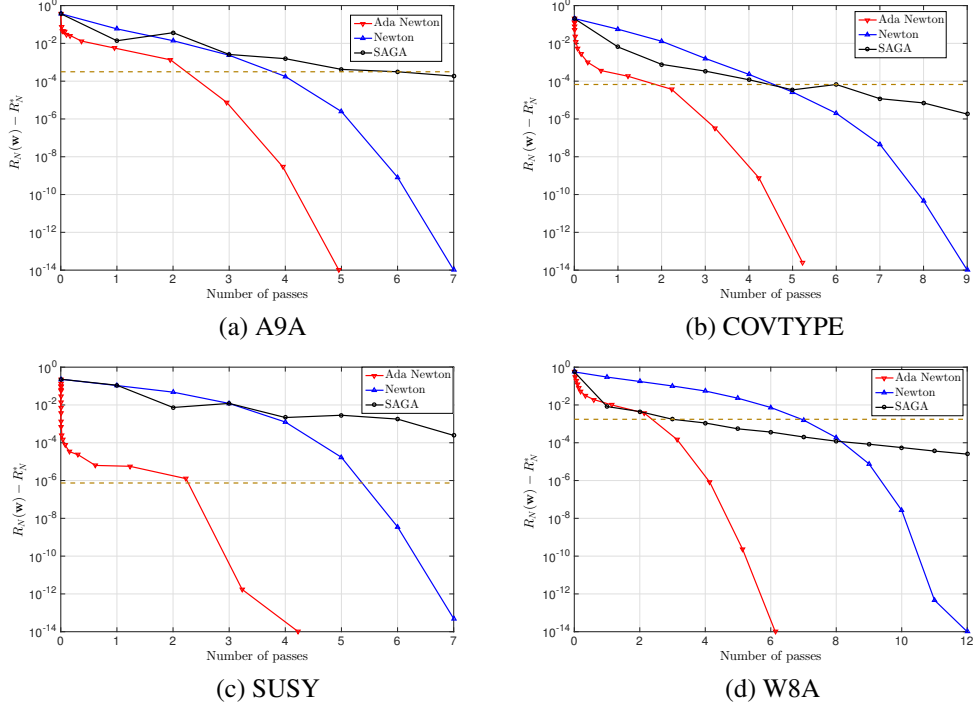 10^0
10^-2
10^-4
10^-6
10^-8
10^-10
10^-12
10^-14
R_N(w) − R_N^*
0 1 2 3 4 5 6 7
Number of passes
Ada Newton
Newton
SAGA
(a) A9A
10^0
10^-2
10^-4
10^-6
10^-8
10^-10
10^-12
10^-14
R_N(w) − R_N^*
0 1 2 3 4 5 6 7 8 9
Number of passes
Ada Newton
Newton
SAGA
(b) COVTYPE
10^0
10^-2
10^-4
10^-6
10^-8
10^-10
10^-12
10^-14
R_N(w) − R_N^*
0 1 2 3 4 5 6 7
Number of passes
Ada Newton
Newton
SAGA
(c) SUSY
10^0
10^-2
10^-4
10^-6
10^-8
10^-10
10^-12
10^-14
R_N(w) − R_N^*
0 2 4 6 8 10 12
Number of passes
Ada Newton
Newton
SAGA
(d) W8A